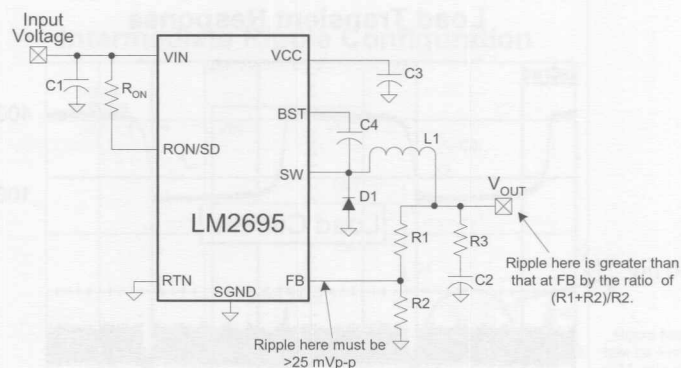 Input
Voltage
VIN
VCC
C3
C1
R_ON
BST
C4
L1
RON/SD
SW
V_OUT
D1
LM2695
R1
R3
Ripple here is greater than
that at FB by the ratio of
(R1+R2)/R2.
RTN
SGND
FB
C2
R2
Ripple here must be
>25 mVp-p